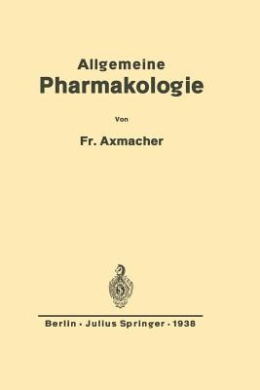 Allgemeine
Pharmakologie
Von
Fr. Axmacher
Berlin · Julius Springer · 1938